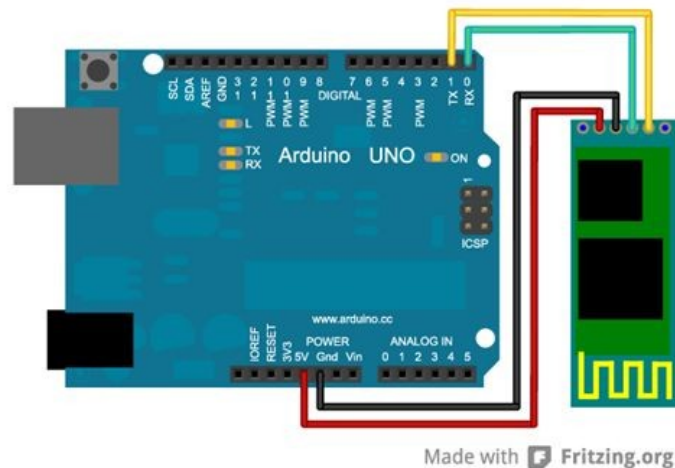 SCL
SDA
AREF
GND
13
12
PWM 11
PWM 10
PWM 9
8
DIGITAL
7
PWM 6
PWM 5
4
PWM 3
2
TX 1
RX 0
L
TX
RX
Arduino UNO
ON
1
ICSP
www.arduino.cc
POWER
ANALOG IN
IOREF
RESET
3V3
5V
Gnd
Vin
0 1 2 3 4 5
Made with Fritzing.org